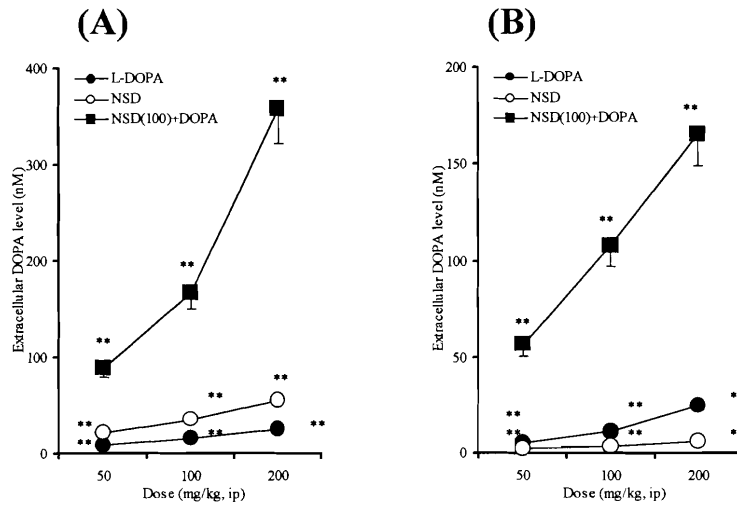 (A)
400
300
200
100
0
Extracellular DOPA level (nM)
L-DOPA
NSD
NSD(100)+DOPA
**
**
**
**
**
**
**
**
**
50
100
200
Dose (mg/kg, ip)
(B)
200
150
100
50
0
Extracellular DOPA level (nM)
L-DOPA
NSD
NSD(100)+DOPA
**
**
**
**
**
**
**
*
*
50
100
200
Dose (mg/kg, ip)